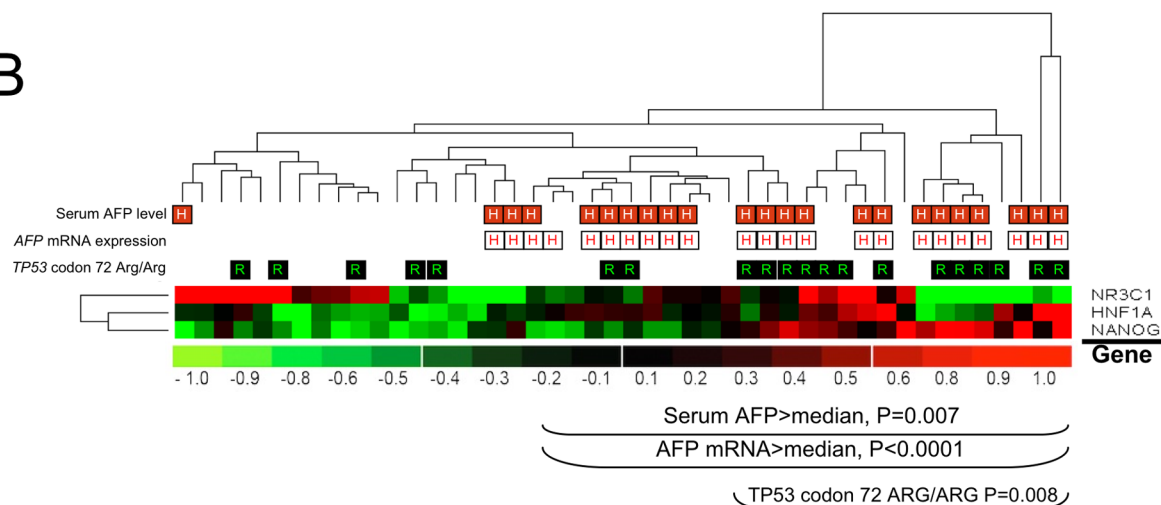 B
Serum AFP level H H H H H H H H H H H H H H H H H H H H H H H
AFP mRNA expression H H H H H H H H H H H H H H H H H H H H H H H
TP53 codon 72 Arg/Arg R R R R R R R R R R R R R R R R R R R R
NR3C1
HNF1A
NANOG
Gene
- 1.0 -0.9 -0.8 -0.6 -0.5 -0.4 -0.3 -0.2 -0.1 0.1 0.2 0.3 0.4 0.5 0.6 0.8 0.9 1.0
Serum AFP>median, P=0.007
AFP mRNA>median, P<0.0001
TP53 codon 72 ARG/ARG P=0.008